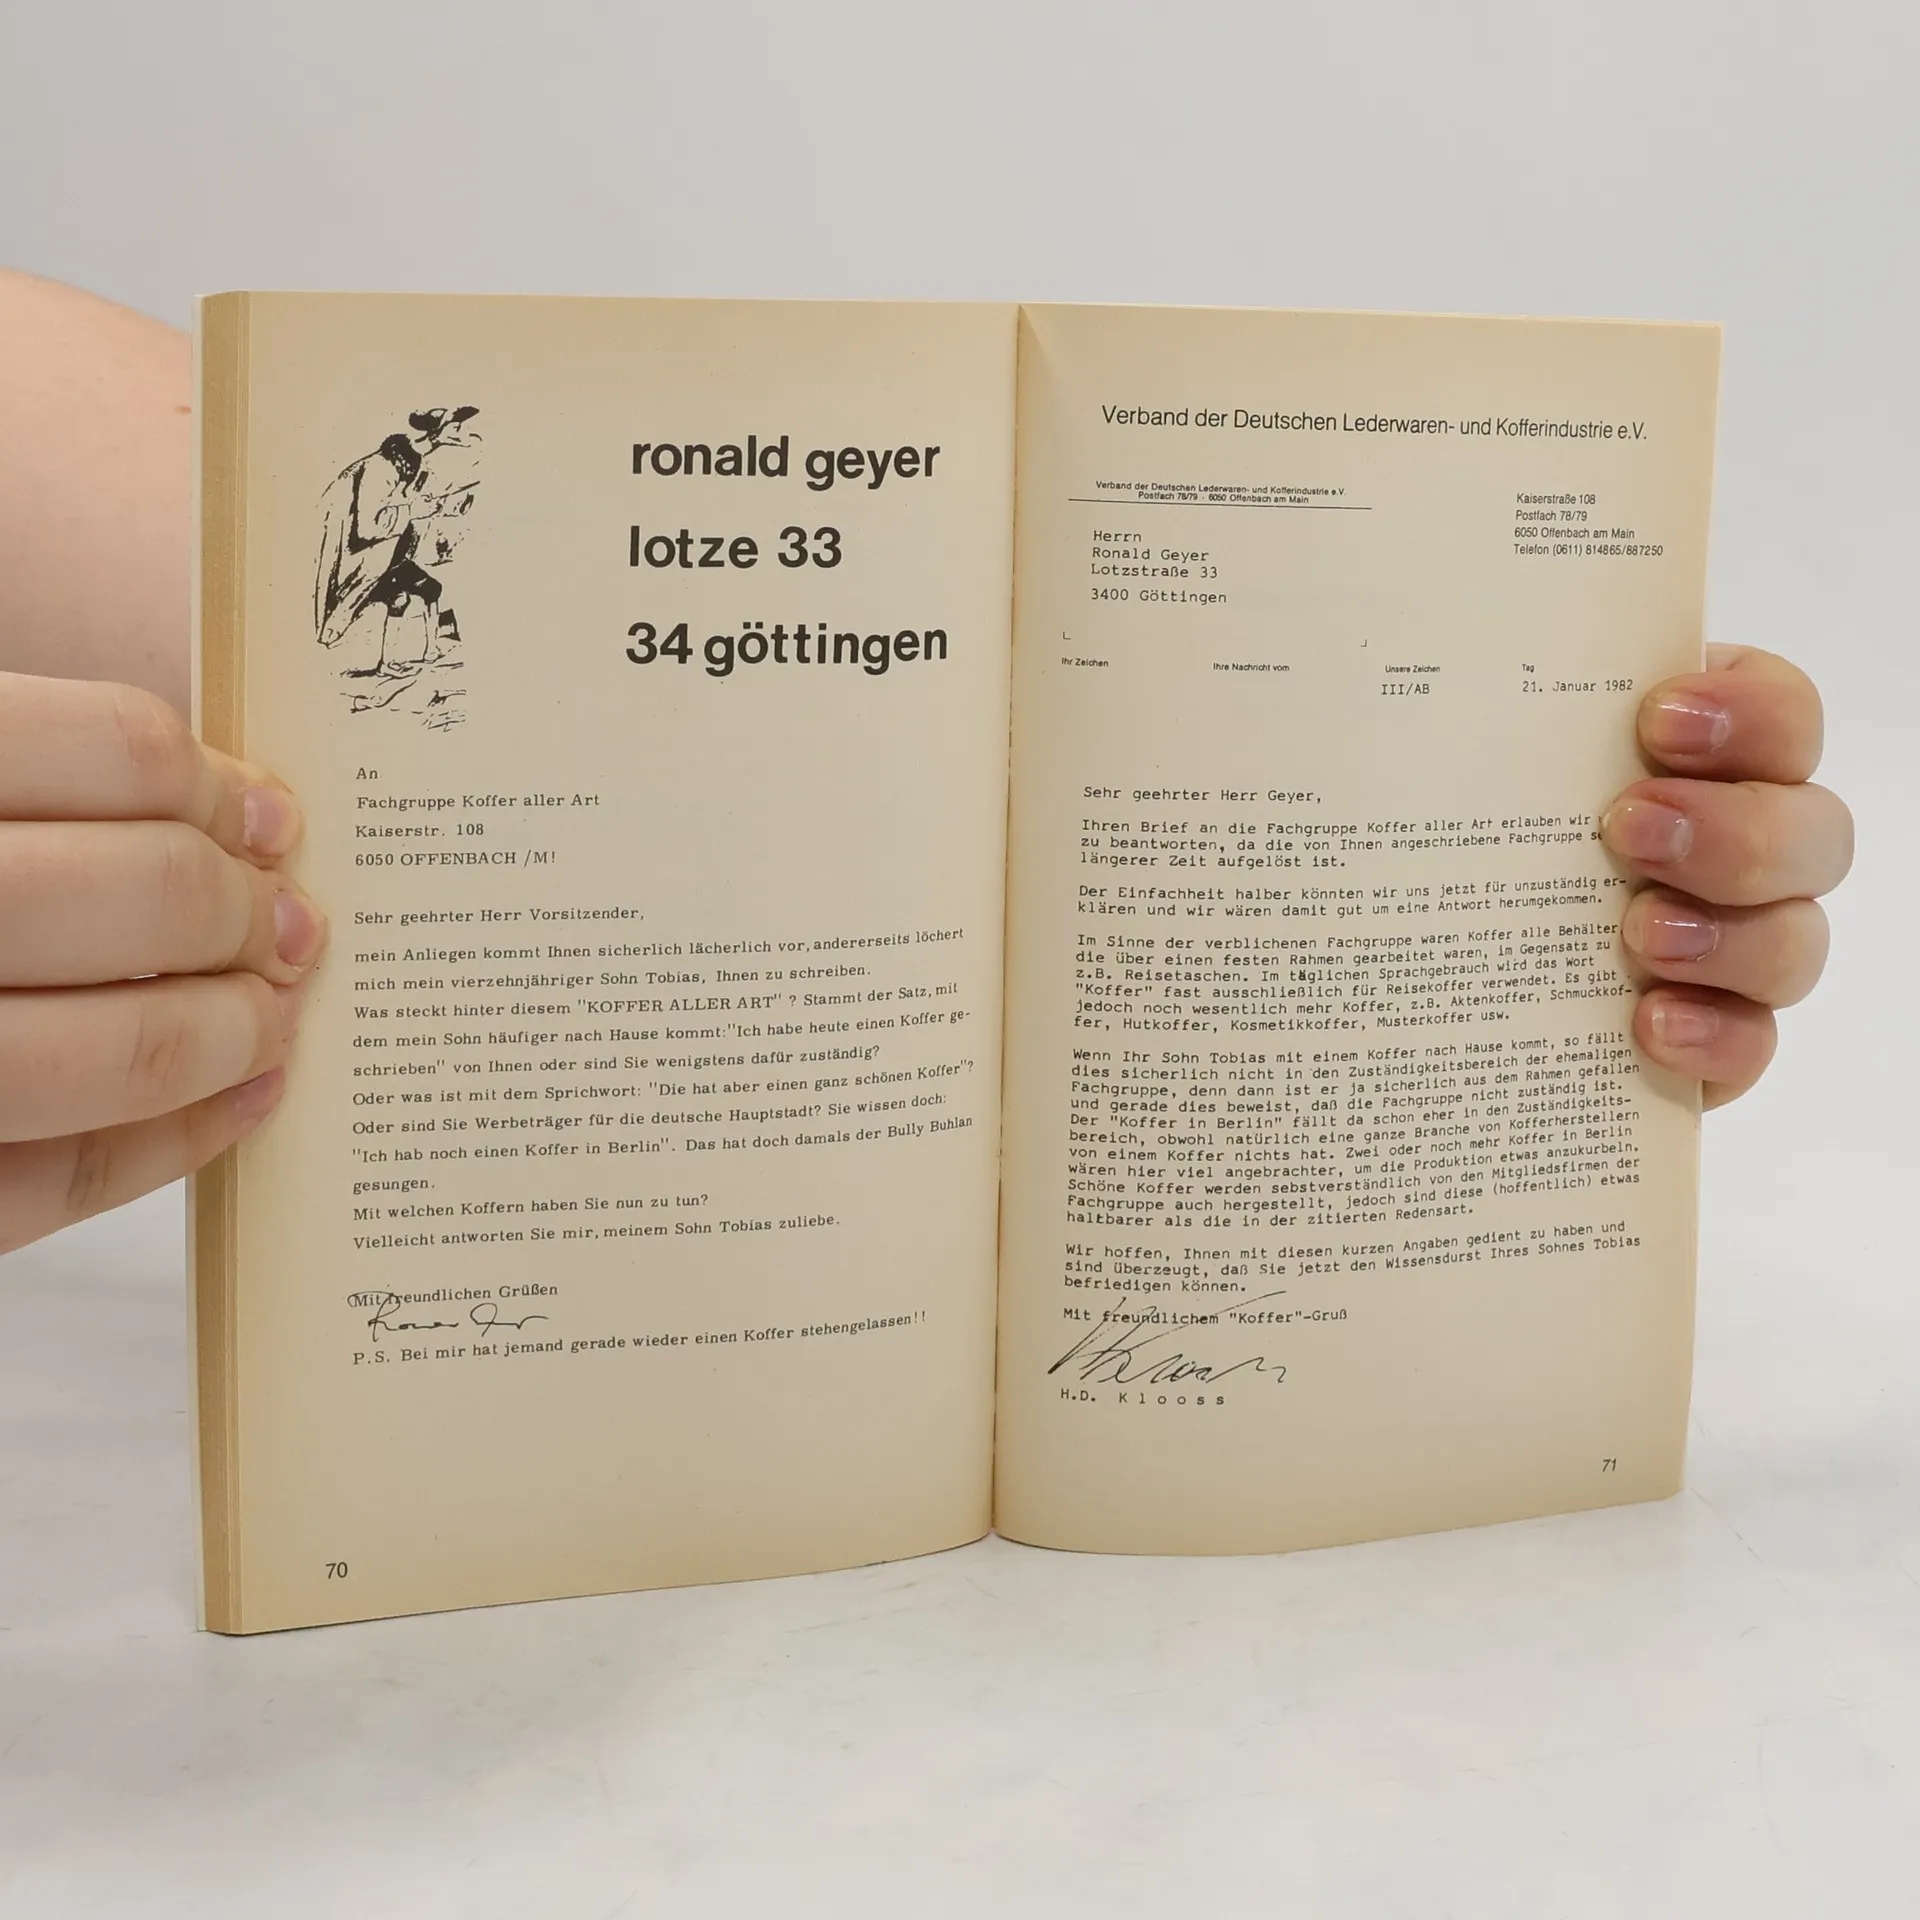 ronald geyer
lotze 33
34 göttingen
An
Fachgruppe Koffer aller Art
Kaiserstr. 108
6050 OFFENBACH /M!
Sehr geehrter Herr Vorsitzender,
mein Anliegen kommt Ihnen sicherlich lächerlich vor, andererseits löchert
mich mein vierzehnjähriger Sohn Tobias, Ihnen zu schreiben.
Was steckt hinter diesem "KOFFER ALLER ART" ? Stammt der Satz, mit
dem mein Sohn häufiger nach Hause kommt:"Ich habe heute einen Koffer ge-
schrieben" von Ihnen oder sind Sie wenigstens dafür zuständig?
Oder was ist mit dem Sprichwort: "Die hat aber einen ganz schönen Koffer"?
Oder sind Sie Werbeträger für die deutsche Hauptstadt? Sie wissen doch:
"Ich hab noch einen Koffer in Berlin". Das hat doch damals der Bully Buhlan
gesungen.
Mit welchen Koffern haben Sie nun zu tun?
Vielleicht antworten Sie mir, meinem Sohn Tobias zuliebe.
Mit freundlichen Grüßen
P.S. Bei mir hat jemand gerade wieder einen Koffer stehengelassen!!
70
Verband der Deutschen Lederwaren- und Kofferindustrie e.V.
Verband der Deutschen Lederwaren- und Kofferindustrie e.V.
Postfach 78/79 - 6050 Offenbach am Main
Kaiserstraße 108
Postfach 78/79
6050 Offenbach am Main
Telefon (0611) 814865/887250
Herrn
Ronald Geyer
Lotzstraße 33
3400 Göttingen
Ihr Zeichen Ihre Nachricht vom Unsere Zeichen Tag
III/AB 21. Januar 1982
Sehr geehrter Herr Geyer,
Ihren Brief an die Fachgruppe Koffer aller Art erlauben wir
zu beantworten, da die von Ihnen angeschriebene Fachgruppe
längerer Zeit aufgelöst ist.
Der Einfachheit halber könnten wir uns jetzt für unzuständig er-
klären und wir wären damit gut um eine Antwort herumgekommen.
Im Sinne der verblichenen Fachgruppe waren Koffer alle Behälter,
die über einen festen Rahmen gearbeitet waren, im Gegensatz zu
z.B. Reisetaschen. Im täglichen Sprachgebrauch wird das Wort
"Koffer" fast ausschließlich für Reisekoffer verwendet. Es gibt
jedoch noch wesentlich mehr Koffer, z.B. Aktenkoffer, Schmuckkof-
fer, Hutkoffer, Kosmetikkoffer, Musterkoffer usw.
Wenn Ihr Sohn Tobias mit einem Koffer nach Hause kommt, so fällt
dies sicherlich nicht in den Zuständigkeitsbereich der ehemaligen
Fachgruppe, denn dann ist er ja sicherlich aus dem Rahmen gefallen
und gerade dies beweist, daß die Fachgruppe nicht zuständig ist.
Der "Koffer in Berlin" fällt da schon eher in den Zuständigkeits-
bereich, obwohl natürlich eine ganze Branche von Kofferherstellern
von einem Koffer nichts hat. Zwei oder noch mehr Koffer in Berlin
wären hier viel angebrachter, um die Produktion etwas anzukurbeln.
Schöne Koffer werden sebstverständlich von den Mitgliedsfirmen der
Fachgruppe auch hergestellt, jedoch sind diese (hoffentlich) etwas
haltbarer als die in der zitierten Redensart.
Wir hoffen, Ihnen mit diesen kurzen Angaben gedient zu haben und
sind überzeugt, daß Sie jetzt den Wissensdurst Ihres Sohnes Tobias
befriedigen können.
Mit freundlichem "Koffer"-Gruß
H.D. K l o o s s
71